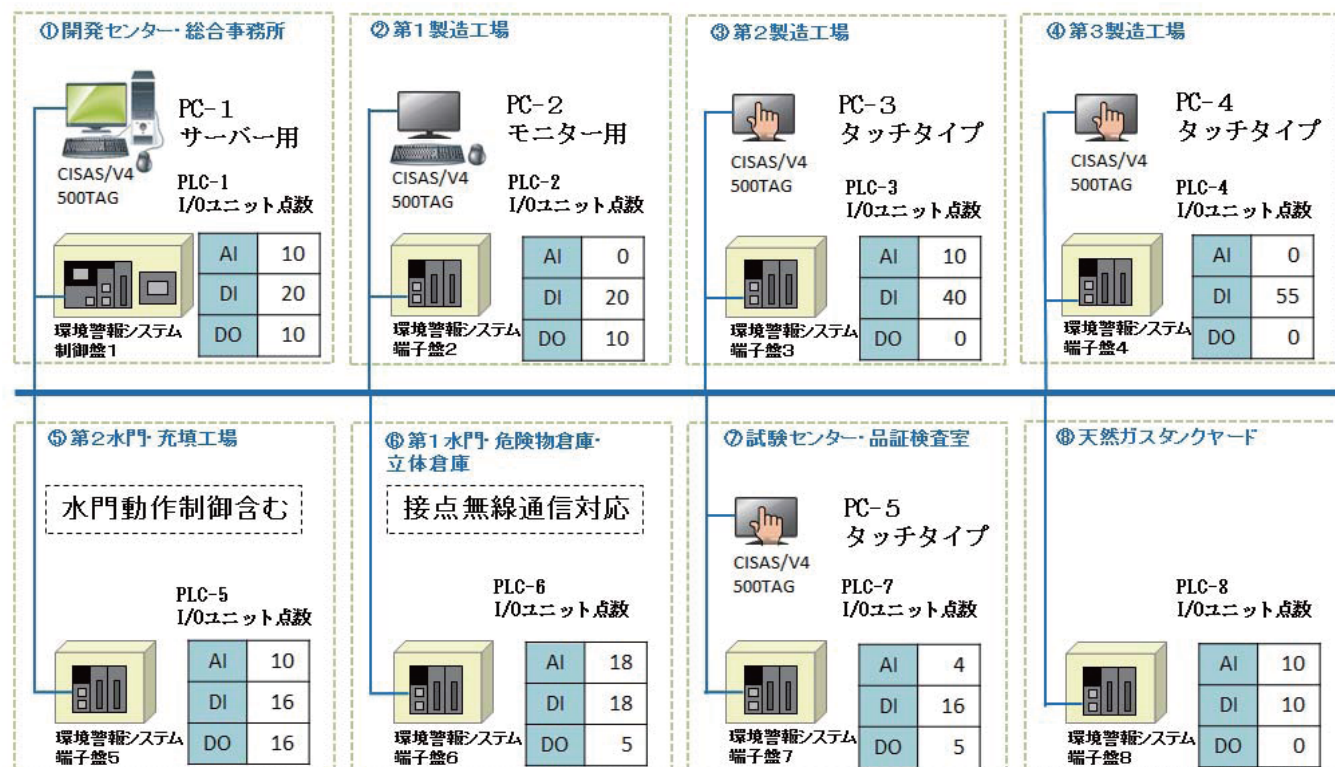 ①開発センター・総合事務所
PC-1
サーバー用
CISAS/V4
500TAG
PLC-1
I/Oユニット点数
AI 10
DI 20
DO 10
環境警報システム
制御盤1
②第1製造工場
PC-2
モニター用
CISAS/V4
500TAG
PLC-2
I/Oユニット点数
AI 0
DI 20
DO 10
環境警報システム
端子盤2
③第2製造工場
PC-3
タッチタイプ
CISAS/V4
500TAG
PLC-3
I/Oユニット点数
AI 10
DI 40
DO 0
環境警報システム
端子盤3
④第3製造工場
PC-4
タッチタイプ
CISAS/V4
500TAG
PLC-4
I/Oユニット点数
AI 0
DI 55
DO 0
環境警報システム
端子盤4
⑤第2水門・充填工場
水門動作制御含む
PLC-5
I/Oユニット点数
AI 10
DI 16
DO 16
環境警報システム
端子盤5
⑥第1水門・危険物倉庫・
立体倉庫
接点無線通信対応
PLC-6
I/Oユニット点数
AI 18
DI 18
DO 5
環境警報システム
端子盤6
⑦試験センター・品証検査室
PC-5
タッチタイプ
CISAS/V4
500TAG
PLC-7
I/Oユニット点数
AI 4
DI 16
DO 5
環境警報システム
端子盤7
⑧天然ガスタンクヤード
PLC-8
I/Oユニット点数
AI 10
DI 10
DO 0
環境警報システム
端子盤8